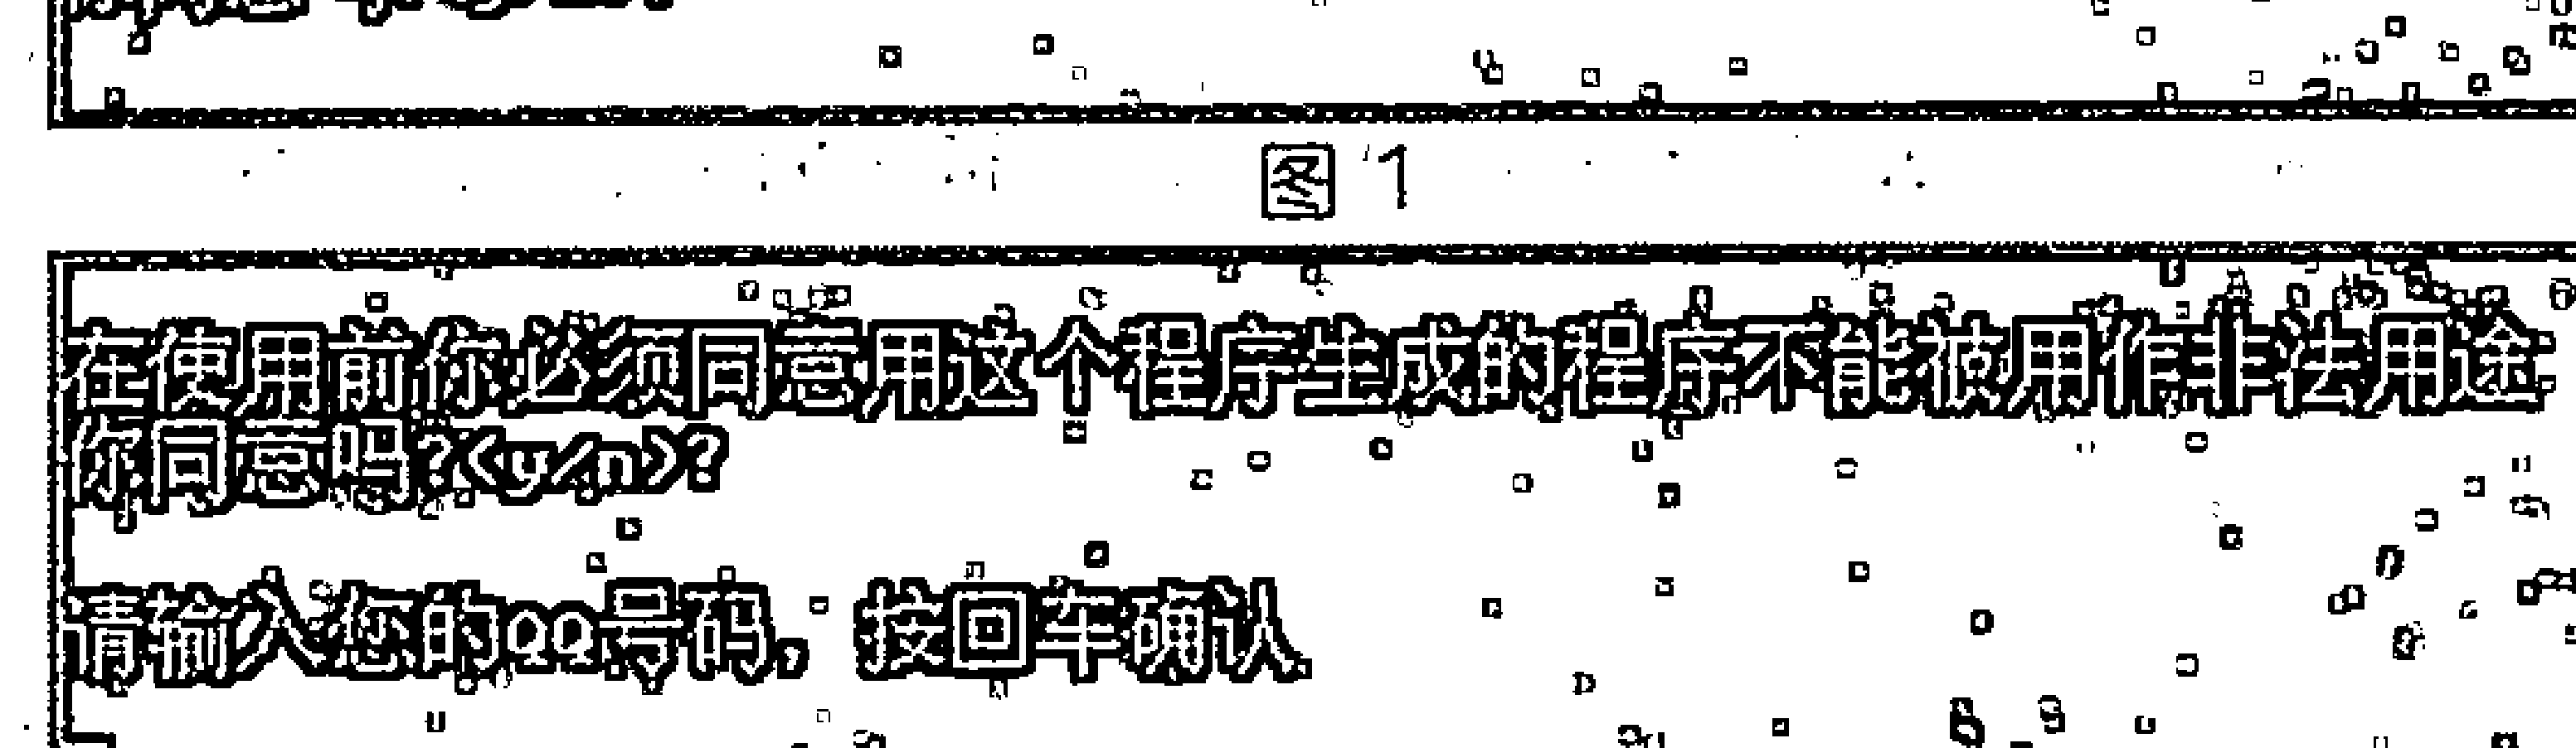 图1
在使用前你必须同意用这个程序生成的程序不能被用作非法用途
你同意吗?<y/n>?
请输入您的QQ号码，按回车确认